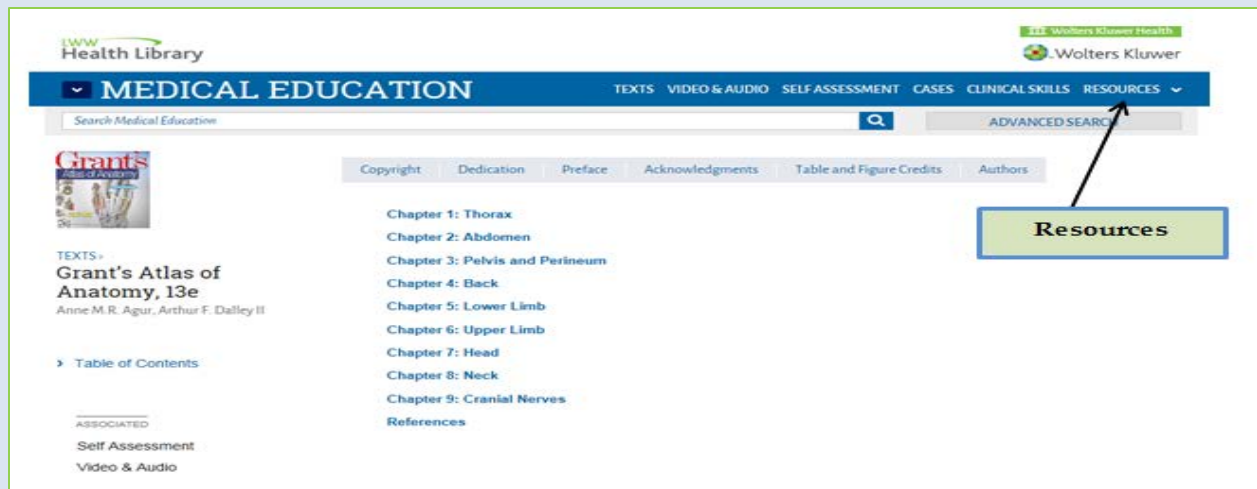 LWW
Health Library
Wolters Kluwer Health
Wolters Kluwer
MEDICAL EDUCATION
TEXTS VIDEO & AUDIO SELF ASSESSMENT CASES CLINICAL SKILLS RESOURCES
Search Medical Education
ADVANCED SEARCH
Grant's
Atlas of Anatomy
Copyright Dedication Preface Acknowledgments Table and Figure Credits Authors
Chapter 1: Thorax
Chapter 2: Abdomen
Chapter 3: Pelvis and Perineum
Chapter 4: Back
Chapter 5: Lower Limb
Chapter 6: Upper Limb
Chapter 7: Head
Chapter 8: Neck
Chapter 9: Cranial Nerves
References
Resources
TEXTS
Grant's Atlas of
Anatomy, 13e
Anne M.R. Agur, Arthur F. Dalley II
Table of Contents
ASSOCIATED
Self Assessment
Video & Audio